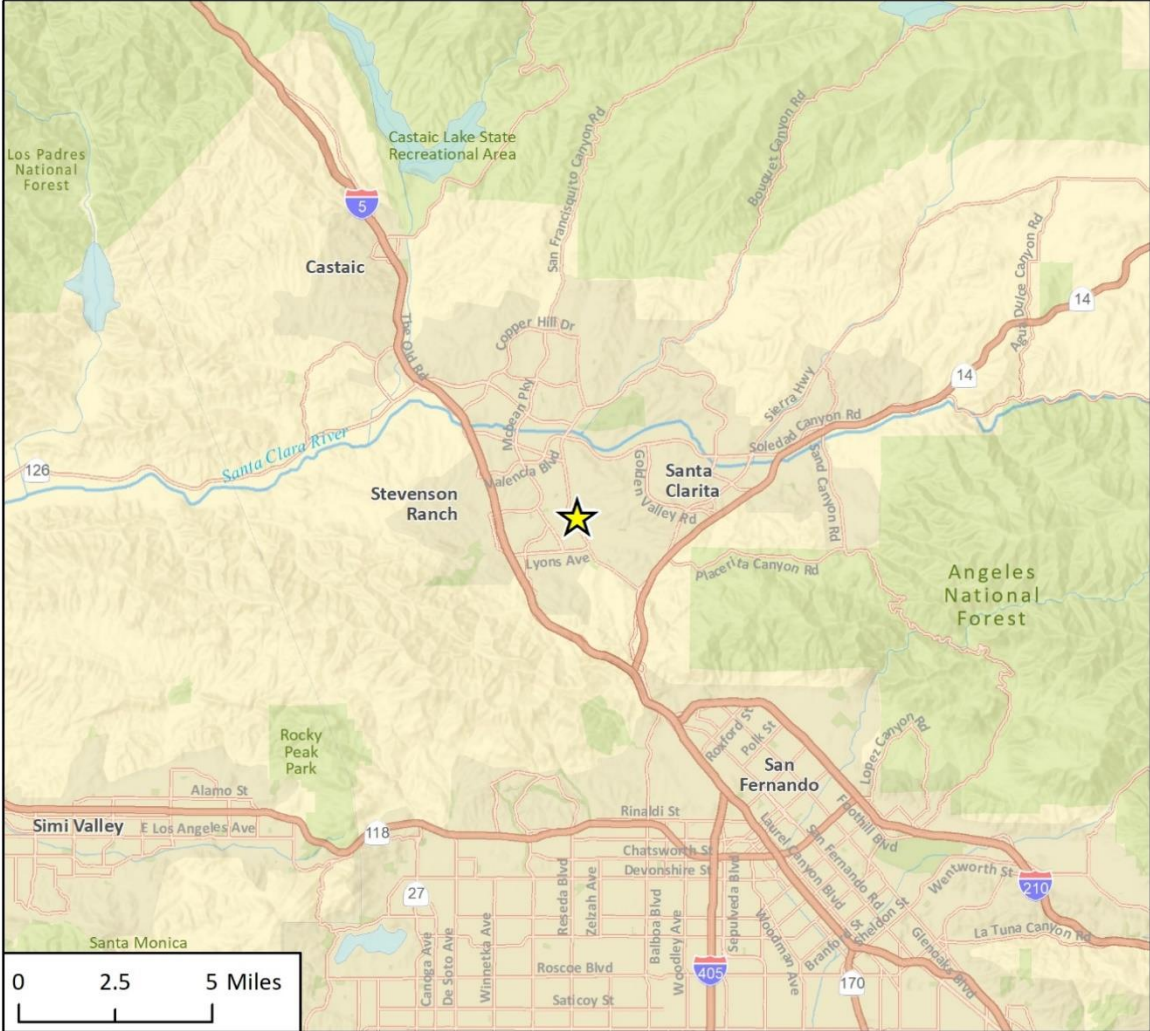 Los Padres
National
Forest
Castaic Lake State
Recreational Area
San Francisquito Canyon Rd
Bouquet Canyon Rd
5
Castaic
Agua Dulce Canyon Rd
14
The Old Rd
Copper Hill Dr
14
Mcbean Pky
Sierra Hwy
Soledad Canyon Rd
Santa Clara River
126
Valencia Blvd
Golden Valley Rd
Santa
Clarita
Sand Canyon Rd
Stevenson
Ranch
Lyons Ave
Placerita Canyon Rd
Angeles
National
Forest
Rocky
Peak
Park
Roxford St
Polk St
Lopez Canyon Rd
San
Fernando
Alamo St
Simi Valley
E Los Angeles Ave
118
Rinaldi St
Foothill Blvd
Laurel Canyon Blvd
San Fernando Rd
Chatsworth St
Devonshire St
Wentworth St
210
27
Reseda Blvd
Zelzah Ave
Balboa Blvd
Woodley Ave
Sepulveda Blvd
Woodman Ave
Branford St
Sheldon St
Glenoaks Blvd
La Tuna Canyon Rd
Santa Monica
Canoga Ave
De Soto Ave
Winnetka Ave
Roscoe Blvd
405
170
Saticoy St
0 2.5 5 Miles